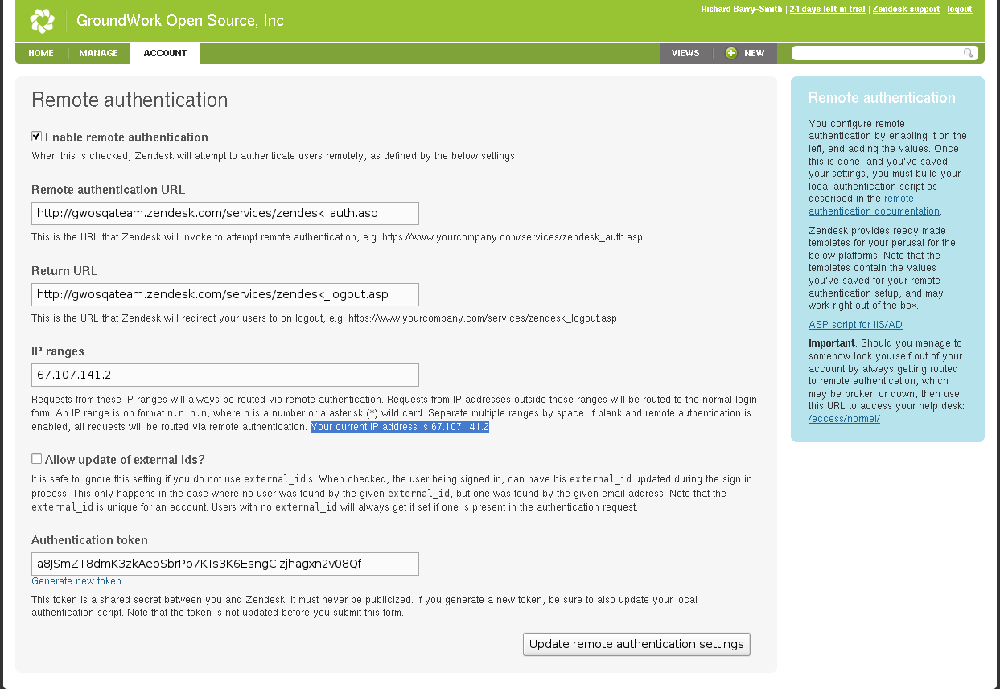 GroundWork Open Source, Inc
Richard Barry-Smith | 24 days left in trial | Zendesk support | logout
HOME MANAGE ACCOUNT VIEWS NEW
Remote authentication
Enable remote authentication
When this is checked, Zendesk will attempt to authenticate users remotely, as defined by the below settings.
Remote authentication URL
http://gwosqateam.zendesk.com/services/zendesk_auth.asp
This is the URL that Zendesk will invoke to attempt remote authentication, e.g. https://www.yourcompany.com/services/zendesk_auth.asp
Return URL
http://gwosqateam.zendesk.com/services/zendesk_logout.asp
This is the URL that Zendesk will redirect your users to on logout, e.g. https://www.yourcompany.com/services/zendesk_logout.asp
IP ranges
67.107.141.2
Requests from these IP ranges will always be routed via remote authentication. Requests from IP addresses outside these ranges will be routed to the normal login
form. An IP range is on format n.n.n.n, where n is a number or a asterisk (*) wild card. Separate multiple ranges by space. If blank and remote authentication is
enabled, all requests will be routed via remote authentication. Your current IP address is 67.107.141.2
Allow update of external ids?
It is safe to ignore this setting if you do not use external_id's. When checked, the user being signed in, can have his external_id updated during the sign in
process. This only happens in the case where no user was found by the given external_id, but one was found by the given email address. Note that the
external_id is unique for an account. Users with no external_id will always get it set if one is present in the authentication request.
Authentication token
a8JSmZT8dmK3zkAepSbrPp7KTs3K6EsngCIzjhagxn2v08Qf
Generate new token
This token is a shared secret between you and Zendesk. It must never be publicized. If you generate a new token, be sure to also update your local
authentication script. Note that the token is not updated before you submit this form.
Update remote authentication settings
Remote authentication
You configure remote
authentication by enabling it on the
left, and adding the values. Once
this is done, and you've saved
your settings, you must build your
local authentication script as
described in the remote
authentication documentation.
Zendesk provides ready made
templates for your perusal for the
below platforms. Note that the
templates contain the values
you've saved for your remote
authentication setup, and may
work right out of the box.
ASP script for IIS/AD
Important: Should you manage to
somehow lock yourself out of your
account by always getting routed
to remote authentication, which
may be broken or down, then use
this URL to access your help desk:
/access/normal/